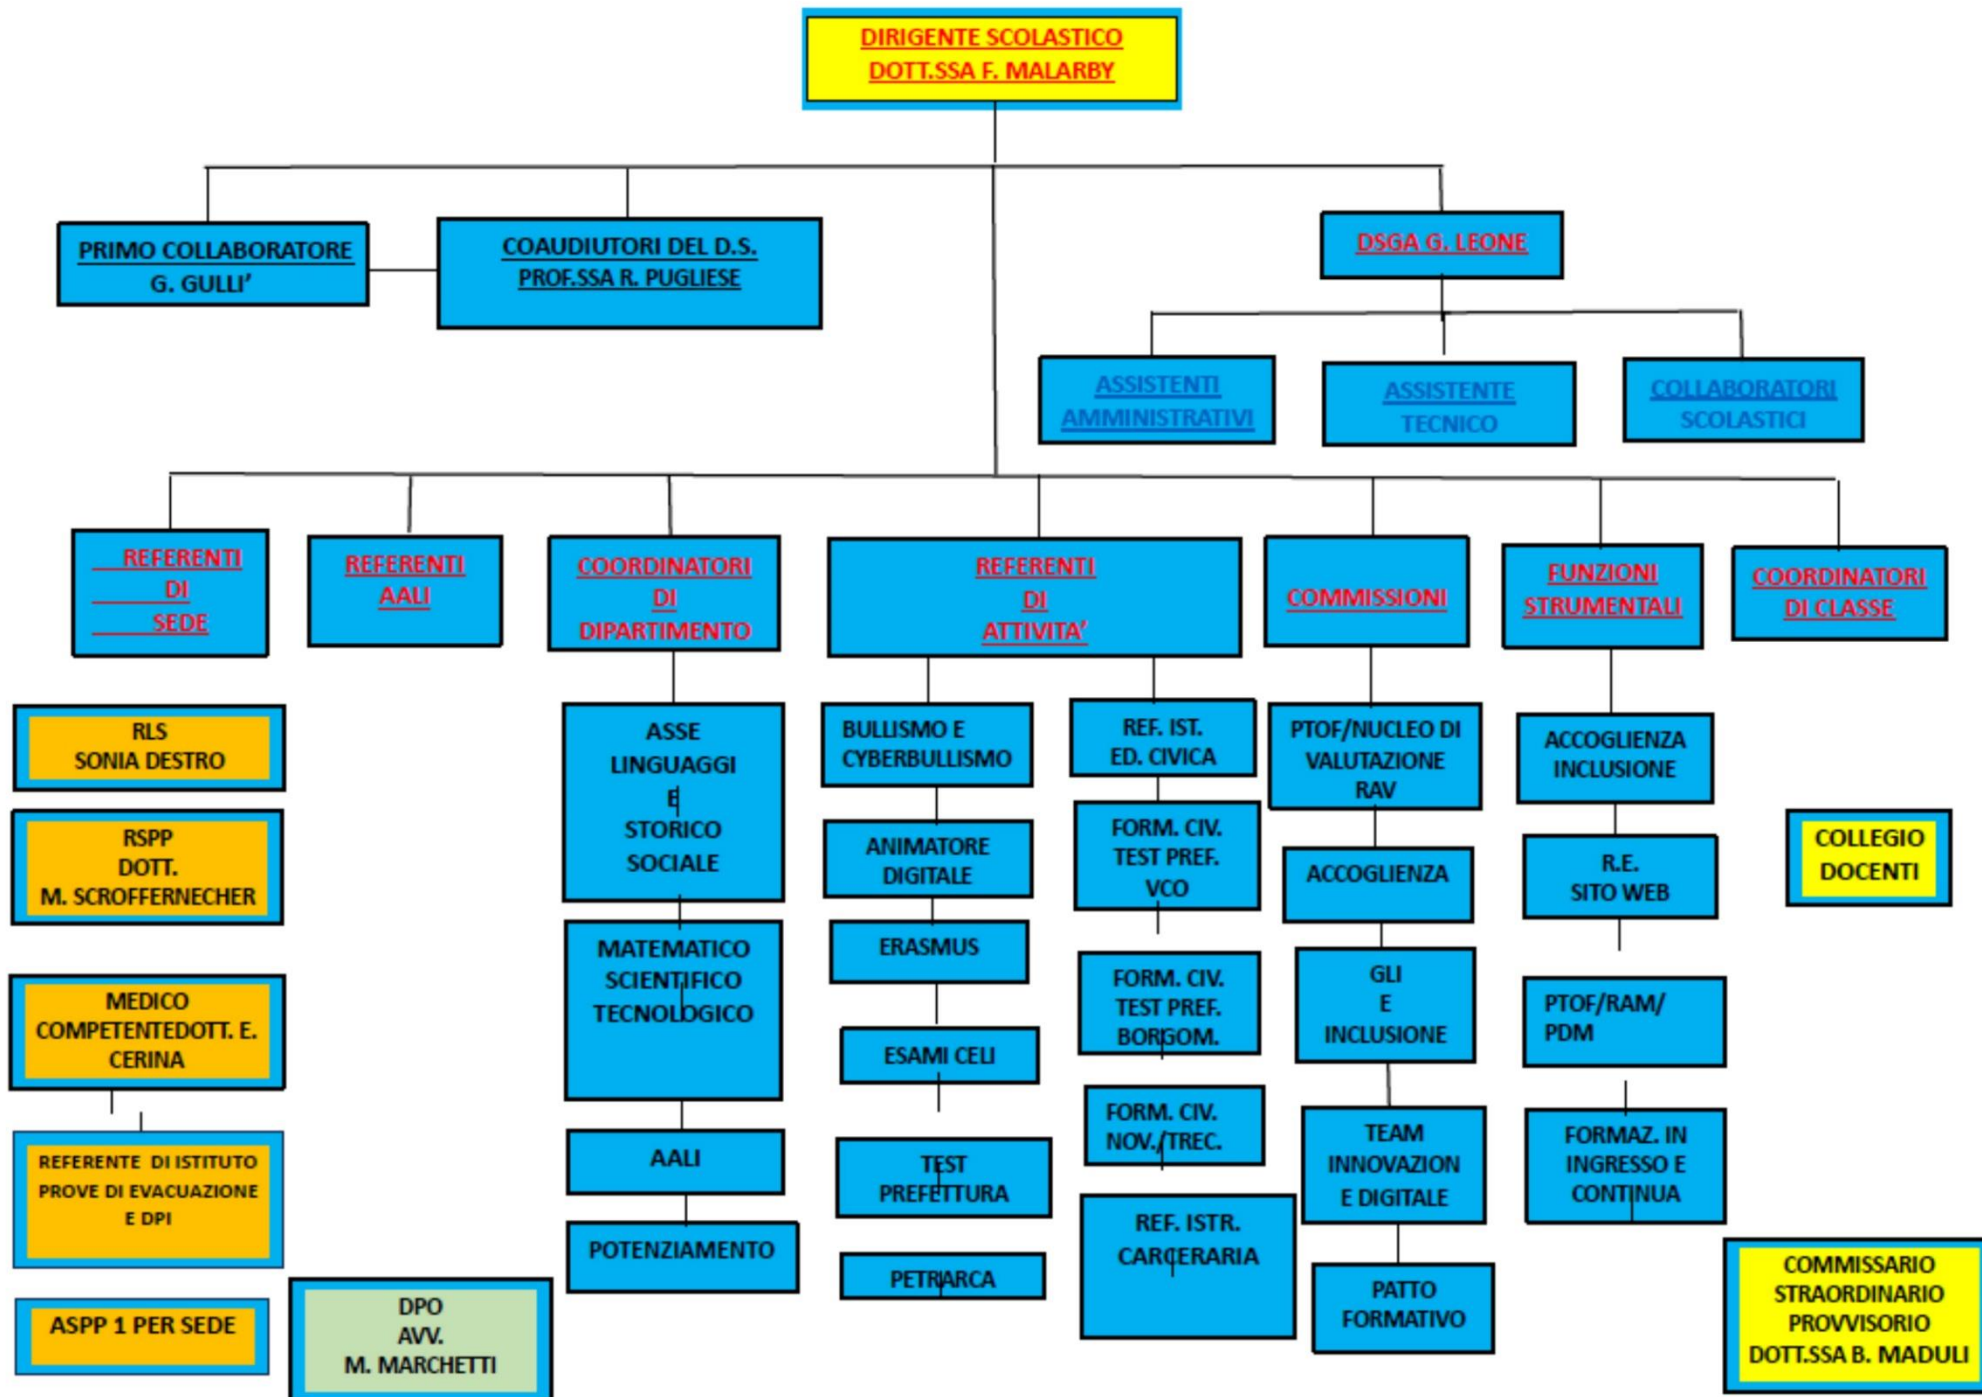 DIRIGENTE SCOLASTICO
DOTT.SSA F. MALARBY
PRIMO COLLABORATORE
G. GULLI’
COAUDIUTORI DEL D.S.
PROF.SSA R. PUGLIESE
DSGA G. LEONE
ASSISTENTI
AMMINISTRATIVI
ASSISTENTE
TECNICO
COLLABORATORI
SCOLASTICI
REFERENTI
DI
SEDE
REFERENTI
AALI
COORDINATORI
DI
DIPARTIMENTO
REFERENTI
DI
ATTIVITA’
COMMISSIONI
FUNZIONI
STRUMENTALI
COORDINATORI
DI CLASSE
RLS
SONIA DESTRO
RSPP
DOTT.
M. SCROFFERNECHER
MEDICO
COMPETENTEDOTT. E.
CERINA
REFERENTE DI ISTITUTO
PROVE DI EVACUAZIONE
E DPI
ASPP 1 PER SEDE
DPO
AVV.
M. MARCHETTI
ASSE
LINGUAGGI
E
STORICO
SOCIALE
MATEMATICO
SCIENTIFICO
TECNOLOGICO
AALI
POTENZIAMENTO
BULLISMO E
CYBERBULLISMO
ANIMATORE
DIGITALE
ERASMUS
ESAMI CELI
TEST
PREFETTURA
PETRARCA
REF. IST.
ED. CIVICA
FORM. CIV.
TEST PREF.
VCO
FORM. CIV.
TEST PREF.
BORGOM.
FORM. CIV.
NOV./TREC.
REF. ISTR.
CARCERARIA
PTOF/NUCLEO DI
VALUTAZIONE
RAV
ACCOGLIENZA
GLI
E
INCLUSIONE
TEAM
INNOVAZION
E DIGITALE
PATTO
FORMATIVO
ACCOGLIENZA
INCLUSIONE
R.E.
SITO WEB
PTOF/RAM/
PDM
FORMAZ. IN
INGRESSO E
CONTINUA
COLLEGIO
DOCENTI
COMMISSARIO
STRAORDINARIO
PROVVISORIO
DOTT.SSA B. MADULI